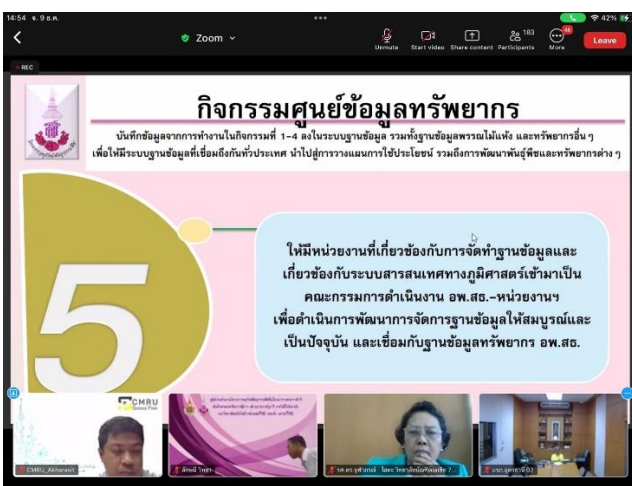 14:54 จ. 9 ธ.ค.
42%
Zoom
Unmute
Start video
Share content
183
Participants
More
Leave
REC
กิจกรรมศูนย์ข้อมูลทรัพยากร
บันทึกข้อมูลจากการทำงานในกิจกรรมที่ 1-4 ลงในระบบฐานข้อมูล รวมทั้งฐานข้อมูลพรรณไม้แห้ง และทรัพยากรอื่น ๆ
เพื่อให้มีระบบฐานข้อมูลที่เชื่อมถึงกันทั่วประเทศ นำไปสู่การวางแผนการใช้ประโยชน์ รวมถึงการพัฒนาพันธุ์พืชและทรัพยากรต่าง ๆ
5
ให้มีหน่วยงานที่เกี่ยวข้องกับการจัดทำฐานข้อมูลและ
เกี่ยวข้องกับระบบสารสนเทศทางภูมิศาสตร์เข้ามาเป็น
คณะกรรมการดำเนินงาน อพ.สธ.-หน่วยงานฯ
เพื่อดำเนินการพัฒนาการจัดการฐานข้อมูลให้สมบูรณ์และ
เป็นปัจจุบัน และเชื่อมกับฐานข้อมูลทรัพยากร อพ.สธ.
CMRU
CMRU_Akharasit